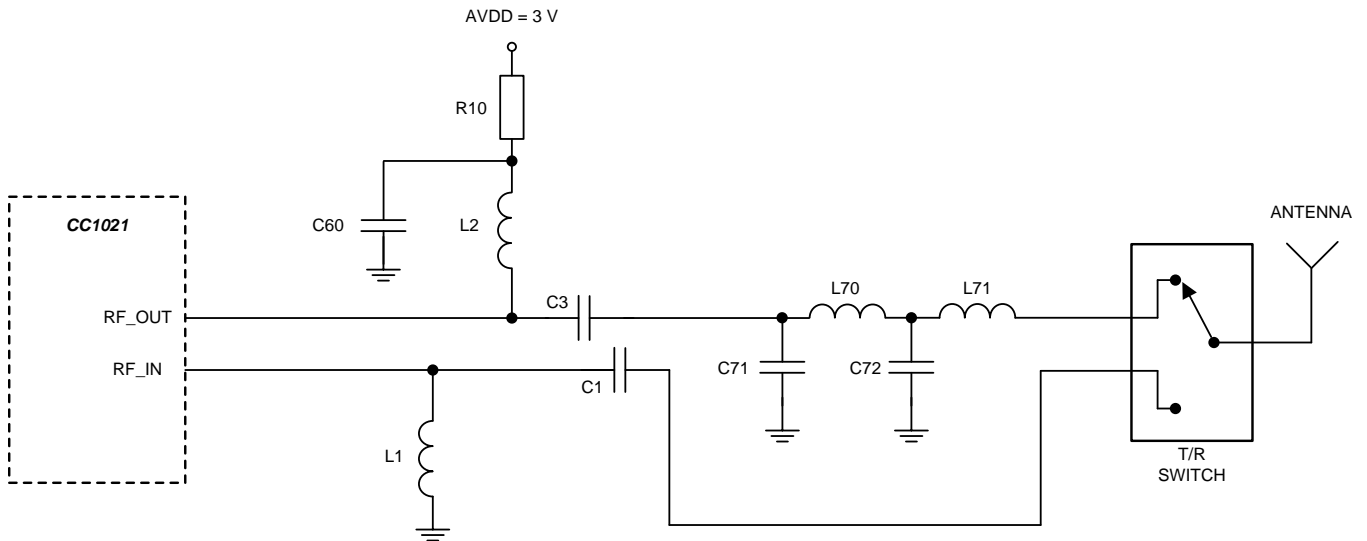 AVDD = 3 V
R10
CC1021
C60
L2
ANTENNA
RF_OUT
C3
L70
L71
RF_IN
C1
C71
C72
L1
T/R
SWITCH